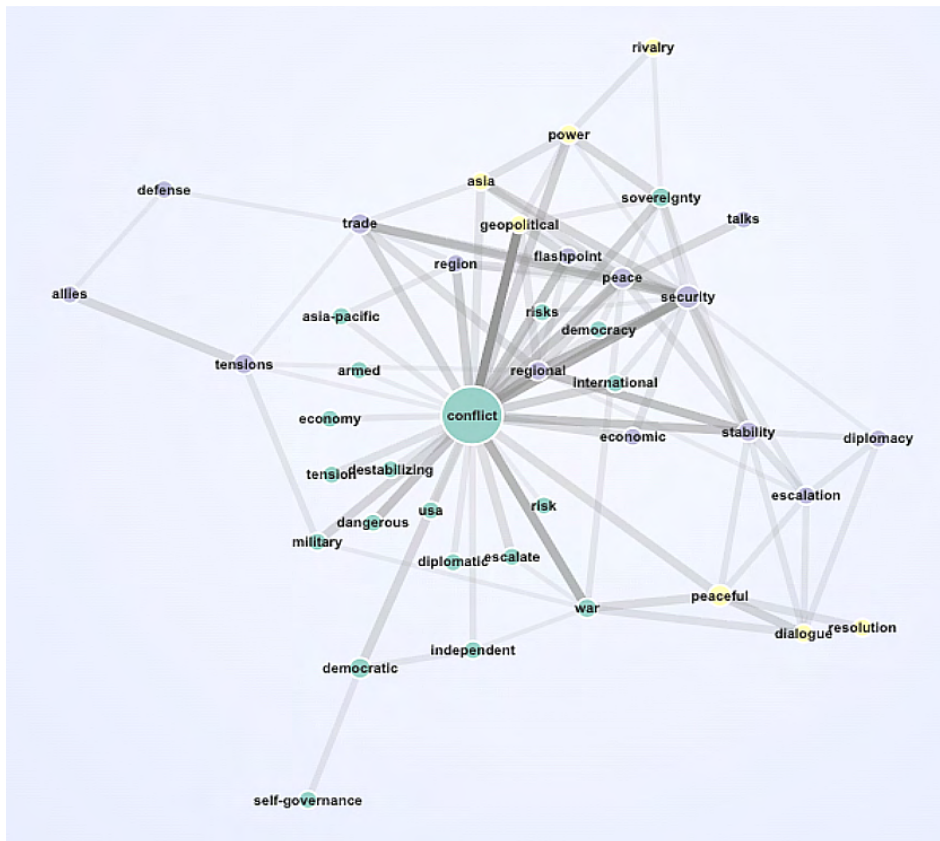 rivalry
power
asia
defense
sovereignty
trade
geopolitical
talks
region
flashpoint
peace
allies
security
asia-pacific
risks
democracy
tensions
armed
regional
international
conflict
economy
economic
stability
diplomacy
tension
destabilizing
escalation
risk
usa
dangerous
military
diplomatic
escalate
peaceful
war
dialogue
resolution
independent
democratic
self-governance